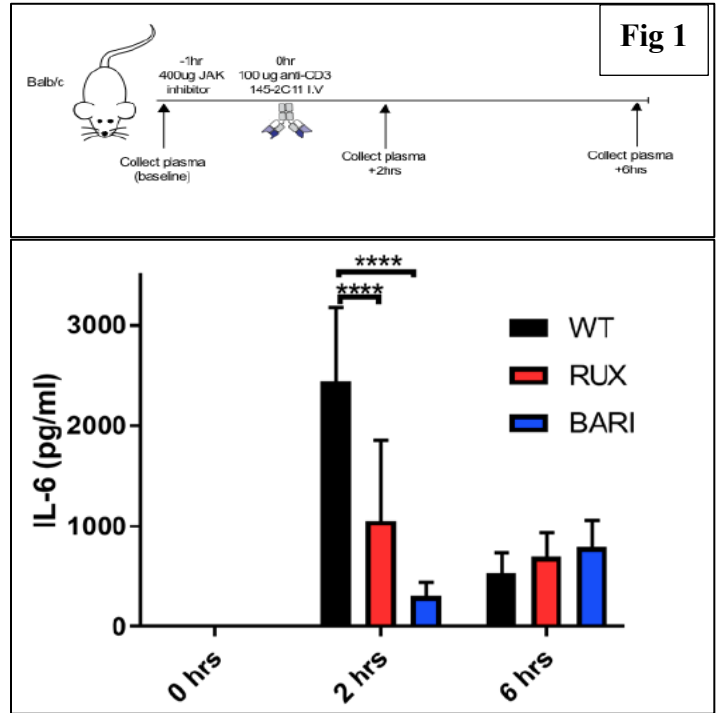 Fig 1
Balb/c
-1hr
400ug JAK
inhibitor
0hr
100 ug anti-CD3
145-2C11 I.V
Collect plasma
(baseline)
Collect plasma
+2hrs
Collect plasma
+6hrs
****
****
3000
2000
1000
0
IL-6 (pg/ml)
WT
RUX
BARI
0 hrs
2 hrs
6 hrs